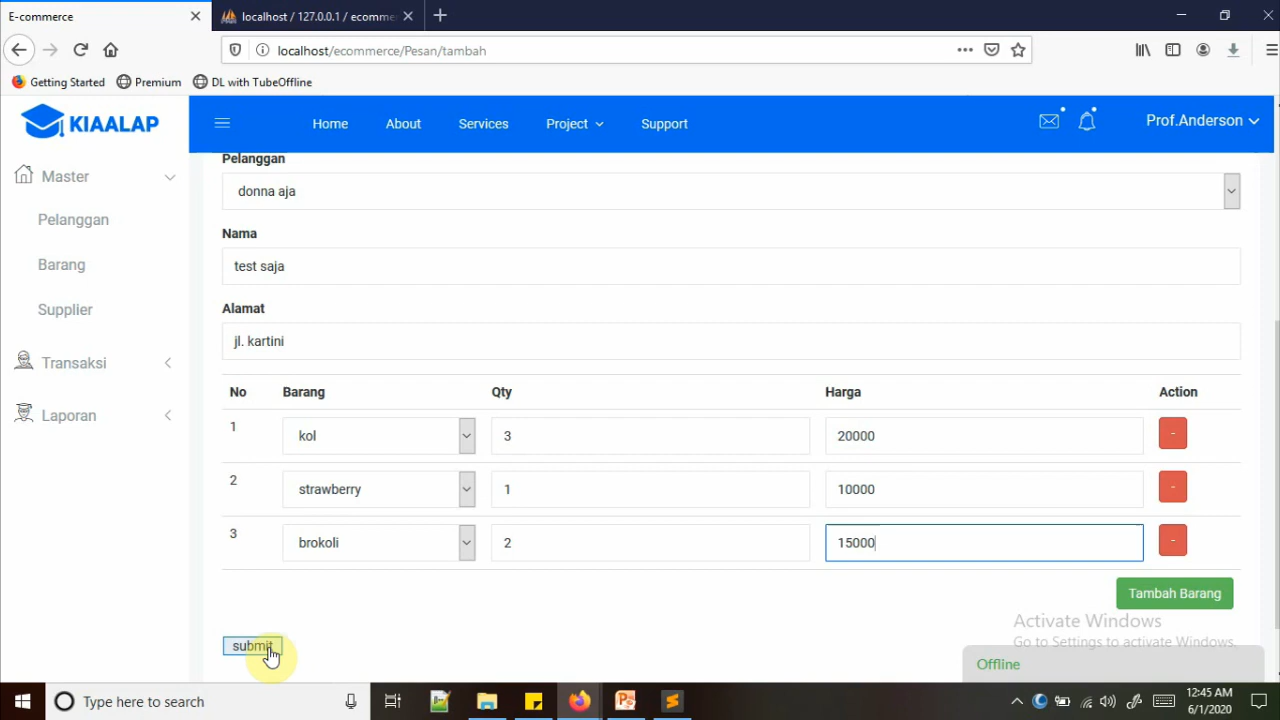 E-commerce
localhost / 127.0.0.1 / ecomme
localhost/ecommerce/Pesan/tambah
Getting Started
Premium
DL with TubeOffline
KIAALAP
Home
About
Services
Project
Support
Prof.Anderson
Master
Pelanggan
Barang
Supplier
Transaksi
Laporan
Pelanggan
donna aja
Nama
test saja
Alamat
jl. kartini
No Barang Qty Harga Action
1 kol 3 20000 -
2 strawberry 1 10000 -
3 brokoli 2 15000 -
Tambah Barang
submit
Activate Windows
Go to Settings to activate Windows.
Offline
Type here to search
12:45 AM
6/1/2020